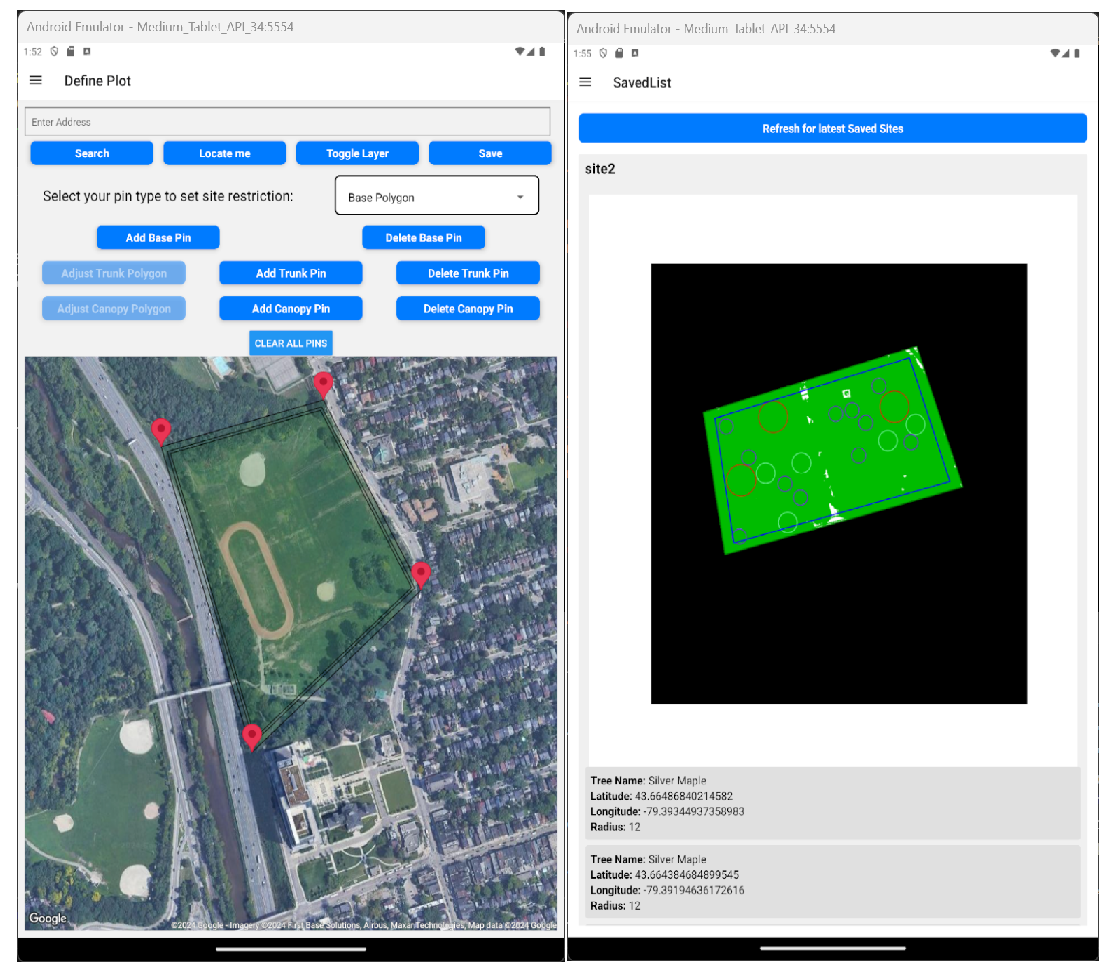 Android Emulator - Medium_Tablet_API_34:5554
1:52
Define Plot
Enter Address
Search Locate me Toggle Layer Save
Select your pin type to set site restriction: Base Polygon
Add Base Pin Delete Base Pin
Adjust Trunk Polygon Add Trunk Pin Delete Trunk Pin
Adjust Canopy Polygon Add Canopy Pin Delete Canopy Pin
CLEAR ALL PINS
Google
©2024 Google - Imagery ©2024 First Base Solutions, Airbus, Maxar Technologies, Map data ©2024 Google
Android Emulator - Medium_Tablet_API_34:5554
1:55
SavedList
Refresh for latest Saved Sites
site2
Tree Name: Silver Maple
Latitude: 43.66486840214582
Longitude: -79.39344937358983
Radius: 12
Tree Name: Silver Maple
Latitude: 43.664384684899545
Longitude: -79.39194636172616
Radius: 12